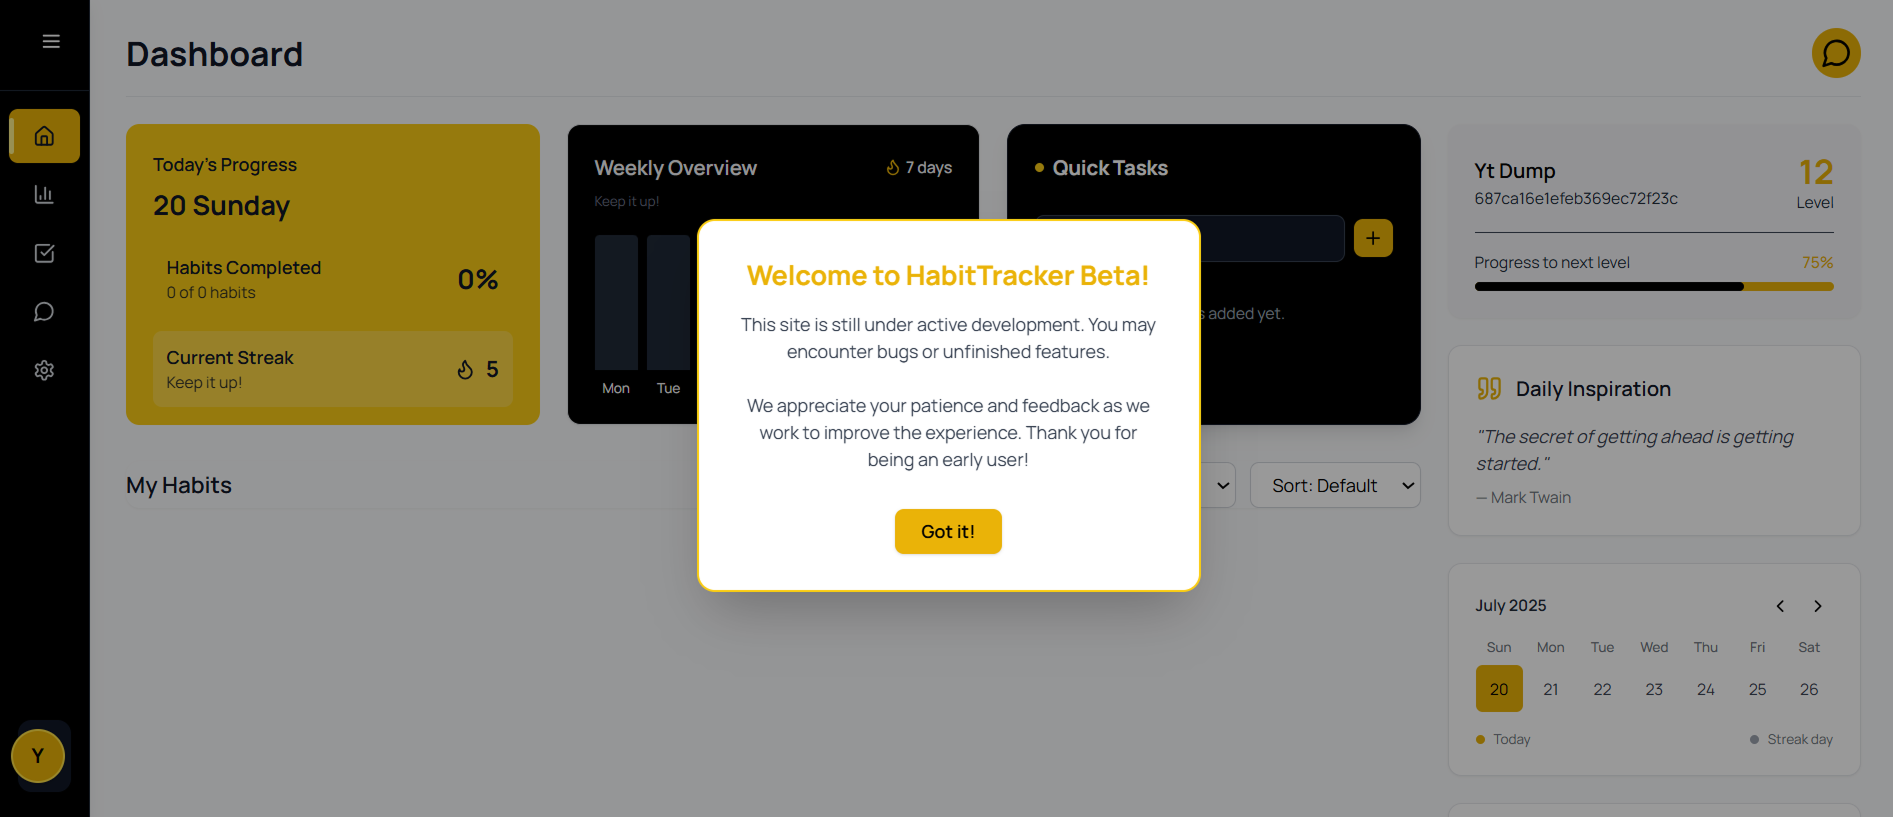 Dashboard
Today's Progress
20 Sunday
Habits Completed
0 of 0 habits
0%
Current Streak
Keep it up!
5
Weekly Overview
7 days
Keep it up!
Mon
Tue
Quick Tasks
added yet.
Welcome to HabitTracker Beta!
This site is still under active development. You may
encounter bugs or unfinished features.
We appreciate your patience and feedback as we
work to improve the experience. Thank you for
being an early user!
Got it!
My Habits
Sort: Default
Yt Dump
687ca16e1efeb369ec72f23c
12
Level
Progress to next level
75%
Daily Inspiration
"The secret of getting ahead is getting
started."
— Mark Twain
July 2025
Sun Mon Tue Wed Thu Fri Sat
20 21 22 23 24 25 26
Today
Streak day
Y